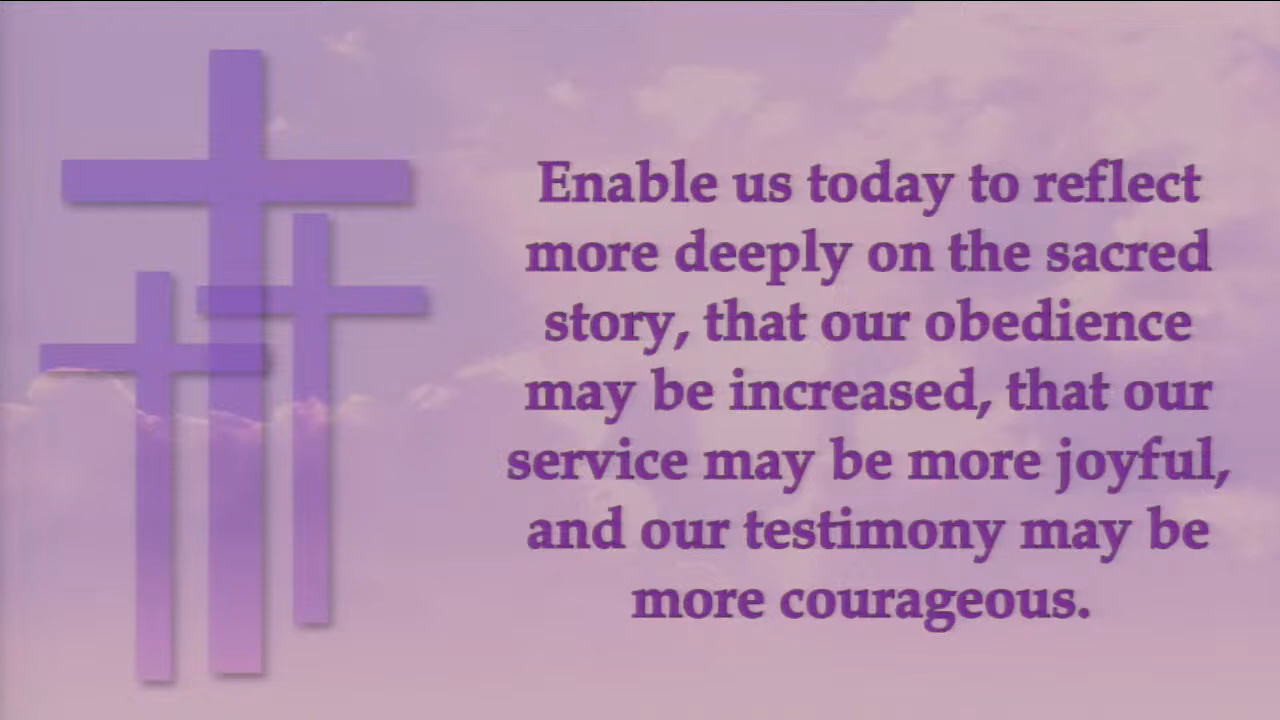 Enable us today to reflect
more deeply on the sacred
story, that our obedience
may be increased, that our
service may be more joyful,
and our testimony may be
more courageous.